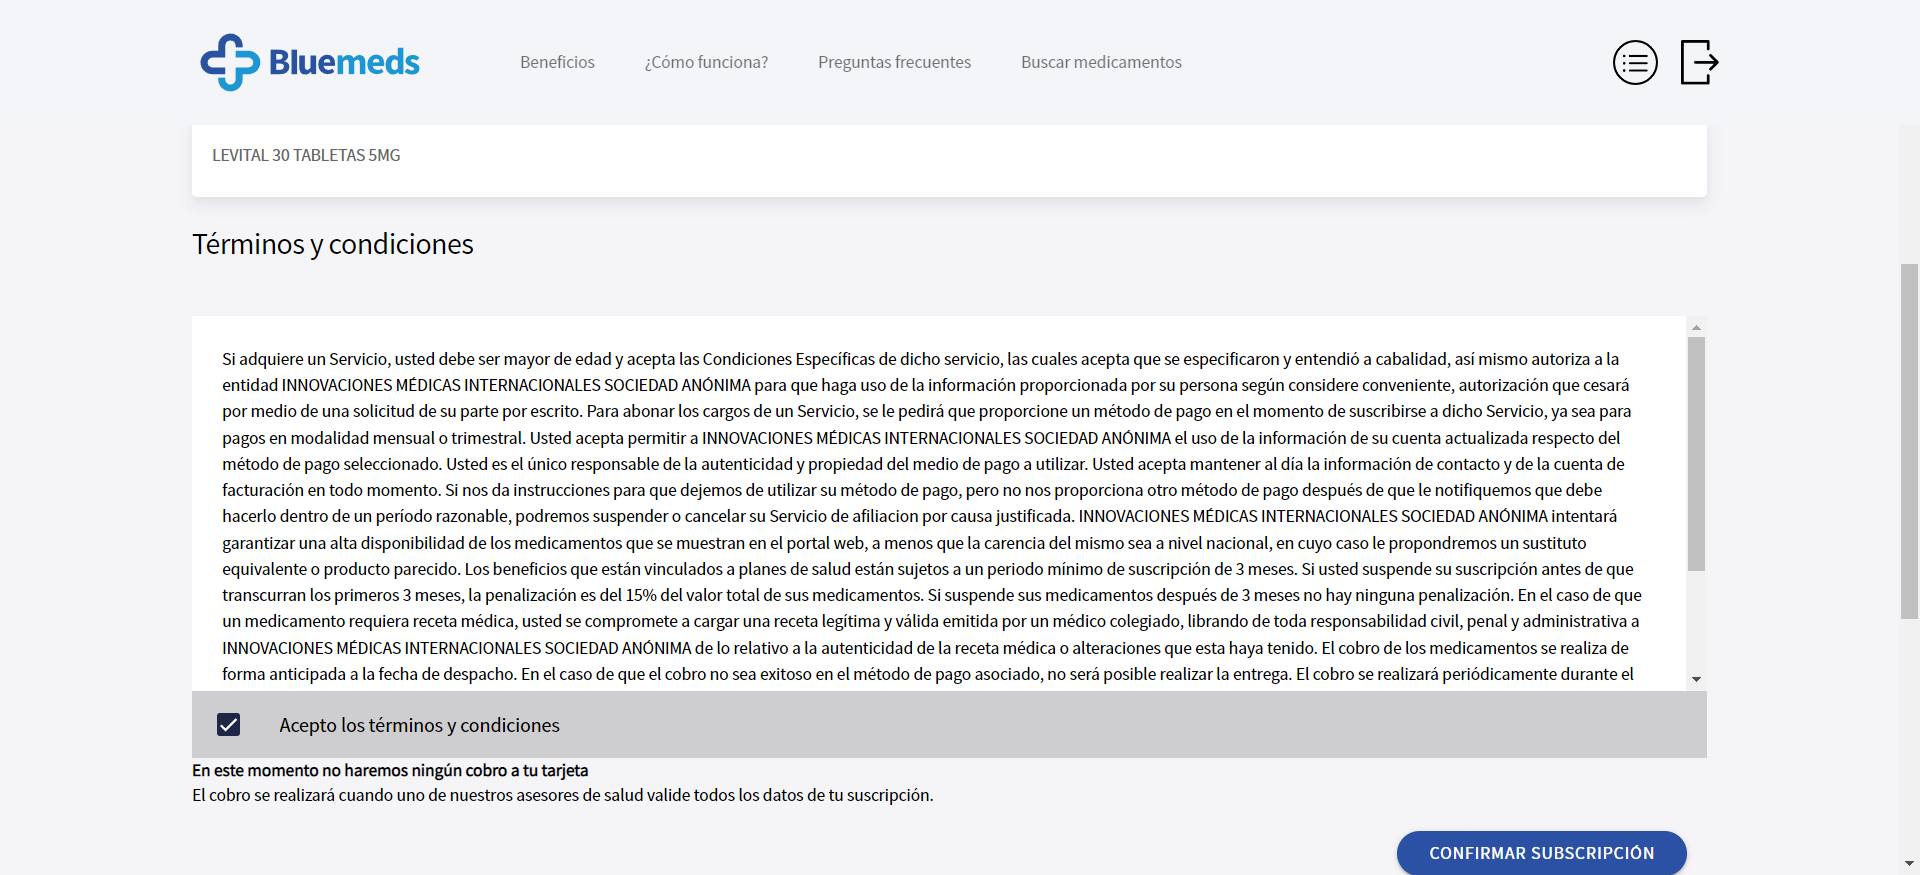 Bluemeds
Beneficios
¿Cómo funciona?
Preguntas frecuentes
Buscar medicamentos
LEVITAL 30 TABLETAS 5MG
Términos y condiciones
Si adquiere un Servicio, usted debe ser mayor de edad y acepta las Condiciones Específicas de dicho servicio, las cuales acepta que se especificaron y entendió a cabalidad, así mismo autoriza a la
entidad INNOVACIONES MÉDICAS INTERNACIONALES SOCIEDAD ANÓNIMA para que haga uso de la información proporcionada por su persona según considere conveniente, autorización que cesará
por medio de una solicitud de su parte por escrito. Para abonar los cargos de un Servicio, se le pedirá que proporcione un método de pago en el momento de suscribirse a dicho Servicio, ya sea para
pagos en modalidad mensual o trimestral. Usted acepta permitir a INNOVACIONES MÉDICAS INTERNACIONALES SOCIEDAD ANÓNIMA el uso de la información de su cuenta actualizada respecto del
método de pago seleccionado. Usted es el único responsable de la autenticidad y propiedad del medio de pago a utilizar. Usted acepta mantener al día la información de contacto y de la cuenta de
facturación en todo momento. Si nos da instrucciones para que dejemos de utilizar su método de pago, pero no nos proporciona otro método de pago después de que le notifiquemos que debe
hacerlo dentro de un período razonable, podremos suspender o cancelar su Servicio de afiliacion por causa justificada. INNOVACIONES MÉDICAS INTERNACIONALES SOCIEDAD ANÓNIMA intentará
garantizar una alta disponibilidad de los medicamentos que se muestran en el portal web, a menos que la carencia del mismo sea a nivel nacional, en cuyo caso le propondremos un sustituto
equivalente o producto parecido. Los beneficios que están vinculados a planes de salud están sujetos a un periodo mínimo de suscripción de 3 meses. Si usted suspende su suscripción antes de que
transcurran los primeros 3 meses, la penalización es del 15% del valor total de sus medicamentos. Si suspende sus medicamentos después de 3 meses no hay ninguna penalización. En el caso de que
un medicamento requiera receta médica, usted se compromete a cargar una receta legítima y válida emitida por un médico colegiado, librando de toda responsabilidad civil, penal y administrativa a
INNOVACIONES MÉDICAS INTERNACIONALES SOCIEDAD ANÓNIMA de lo relativo a la autenticidad de la receta médica o alteraciones que esta haya tenido. El cobro de los medicamentos se realiza de
forma anticipada a la fecha de despacho. En el caso de que el cobro no sea exitoso en el método de pago asociado, no será posible realizar la entrega. El cobro se realizará periódicamente durante el
Acepto los términos y condiciones
En este momento no haremos ningún cobro a tu tarjeta
El cobro se realizará cuando uno de nuestros asesores de salud valide todos los datos de tu suscripción.
CONFIRMAR SUBSCRIPCIÓN